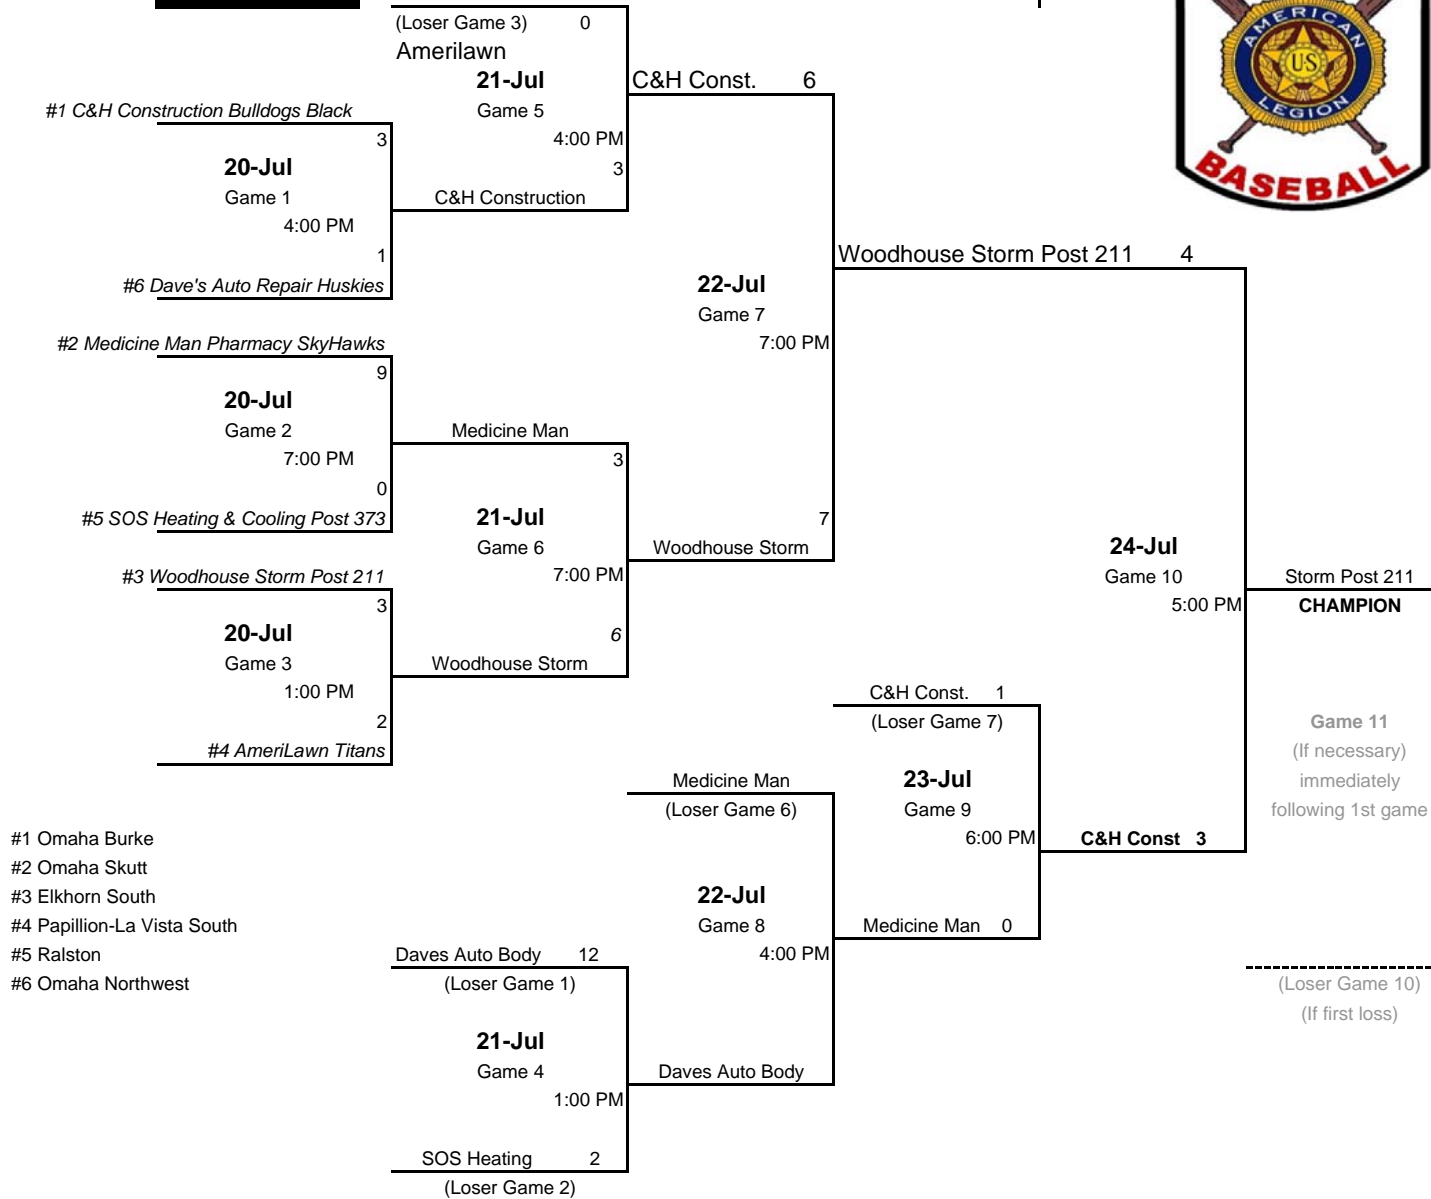 (Loser Game 3) 0
Amerilawn
21-Jul
Game 5
4:00 PM
3
C&H Const. 6
AMERICAN
US
LEGION
BASEBALL
#1 C&H Construction Bulldogs Black
3
20-Jul
Game 1
4:00 PM
1
#6 Dave's Auto Repair Huskies
C&H Construction
22-Jul
Game 7
7:00 PM
7
Woodhouse Storm Post 211 4
#2 Medicine Man Pharmacy SkyHawks
9
20-Jul
Game 2
7:00 PM
0
#5 SOS Heating & Cooling Post 373
Medicine Man
3
21-Jul
Game 6
7:00 PM
6
Woodhouse Storm
Woodhouse Storm
#3 Woodhouse Storm Post 211
3
20-Jul
Game 3
1:00 PM
2
#4 AmeriLawn Titans
24-Jul
Game 10
5:00 PM
Storm Post 211
CHAMPION
C&H Const. 1
(Loser Game 7)
23-Jul
Game 9
6:00 PM
C&H Const 3
Medicine Man 0
Game 11
(If necessary)
immediately
following 1st game
Medicine Man
(Loser Game 6)
22-Jul
Game 8
4:00 PM
Daves Auto Body
#1 Omaha Burke
#2 Omaha Skutt
#3 Elkhorn South
#4 Papillion-La Vista South
#5 Ralston
#6 Omaha Northwest
Daves Auto Body 12
(Loser Game 1)
21-Jul
Game 4
1:00 PM
SOS Heating 2
(Loser Game 2)
(Loser Game 10)
(If first loss)